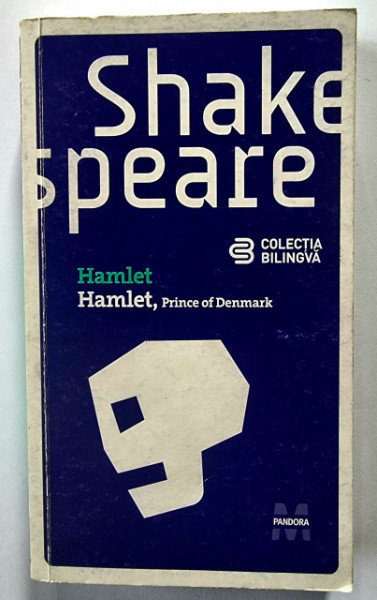 Shake
speare
COLECȚIA
BILINGVĂ
Hamlet
Hamlet, Prince of Denmark
M
PANDORA